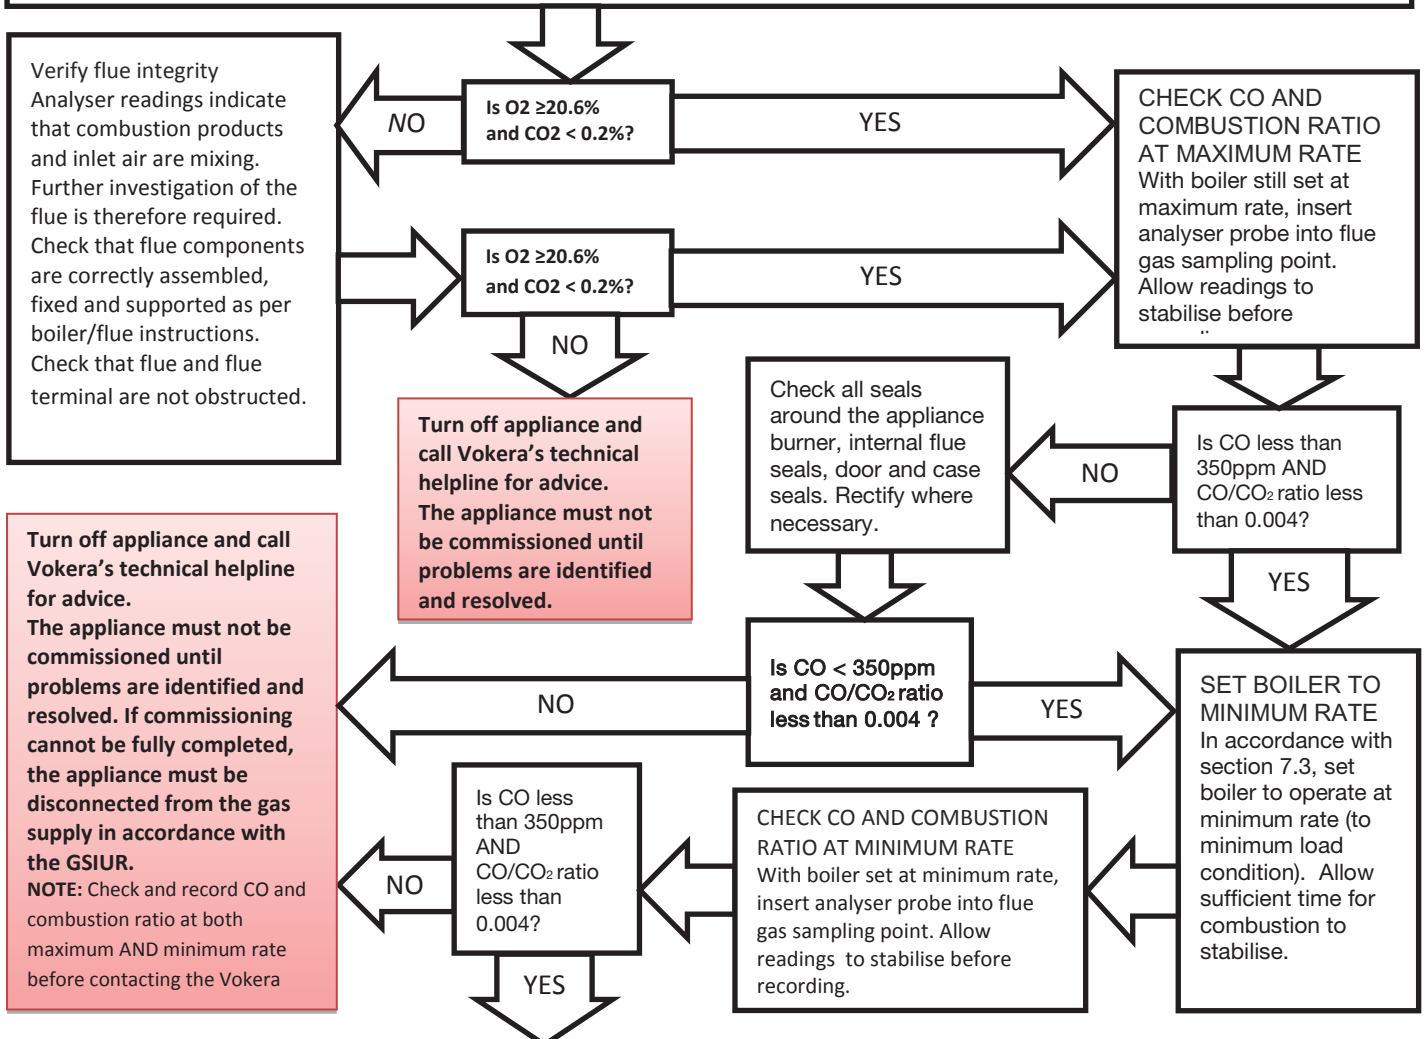 Verify flue integrity
Analyser readings indicate
that combustion products
and inlet air are mixing.
Further investigation of the
flue is therefore required.
Check that flue components
are correctly assembled,
fixed and supported as per
boiler/flue instructions.
Check that flue and flue
terminal are not obstructed.
NO
Is O2 ≥20.6%
and CO2 < 0.2%?
YES
CHECK CO AND
COMBUSTION RATIO
AT MAXIMUM RATE
With boiler still set at
maximum rate, insert
analyser probe into flue
gas sampling point.
Allow readings to
stabilise before
Is O2 ≥20.6%
and CO2 < 0.2%?
YES
NO
Turn off appliance and
call Vokera’s technical
helpline for advice.
The appliance must not
be commissioned until
problems are identified
and resolved.
Check all seals
around the appliance
burner, internal flue
seals, door and case
seals. Rectify where
necessary.
NO
Is CO less than
350ppm AND
CO/CO₂ ratio less
than 0.004?
YES
Turn off appliance and call
Vokera’s technical helpline
for advice.
The appliance must not be
commissioned until
problems are identified and
resolved. If commissioning
cannot be fully completed,
the appliance must be
disconnected from the gas
supply in accordance with
the GSIUR.
NOTE: Check and record CO and
combustion ratio at both
maximum AND minimum rate
before contacting the Vokera
NO
Is CO < 350ppm
and CO/CO₂ ratio
less than 0.004 ?
YES
SET BOILER TO
MINIMUM RATE
In accordance with
section 7.3, set
boiler to operate at
minimum rate (to
minimum load
condition). Allow
sufficient time for
combustion to
stabilise.
CHECK CO AND COMBUSTION
RATIO AT MINIMUM RATE
With boiler set at minimum rate,
insert analyser probe into flue
gas sampling point. Allow
readings to stabilise before
recording.
Is CO less
than 350ppm
AND
CO/CO₂ ratio
less than
0.004?
NO
YES